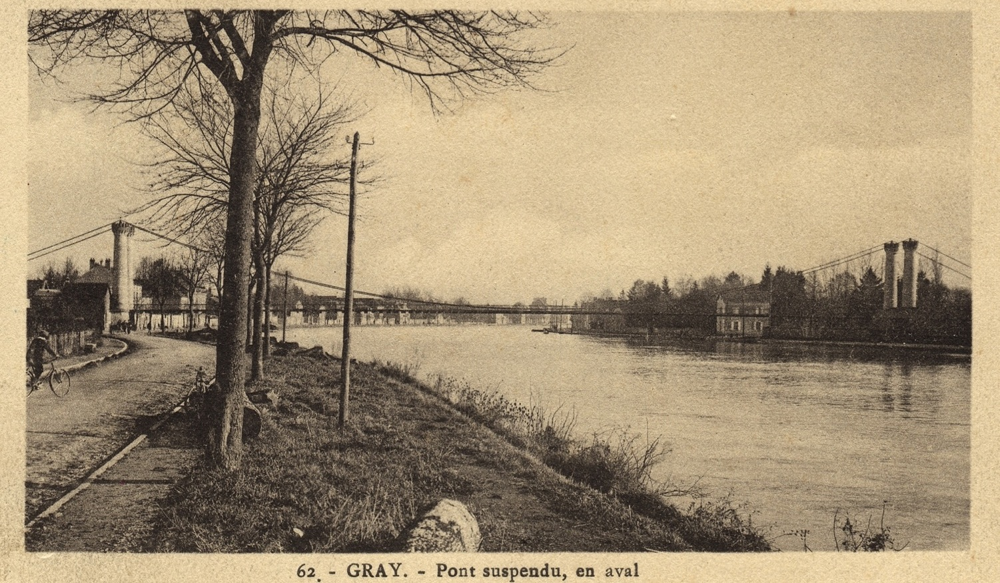 62. - GRAY. - Pont suspendu, en aval